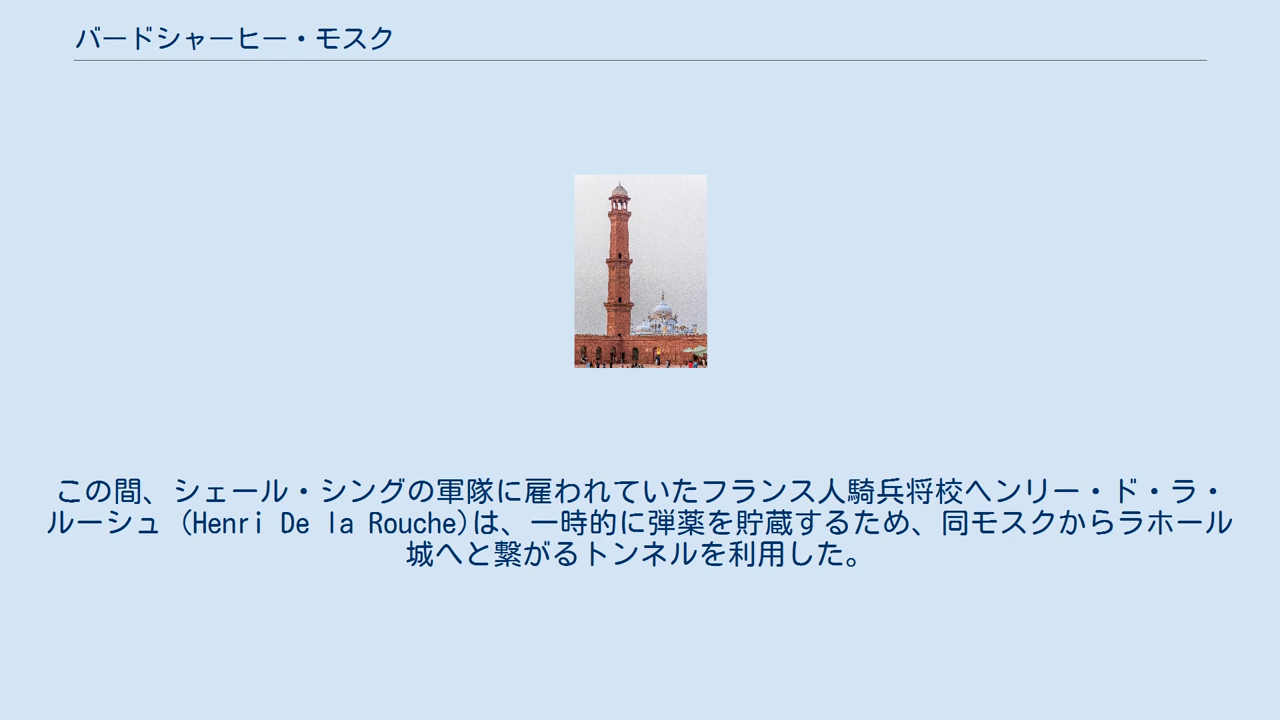 バードシャーヒー・モスク
この間、シェール・シングの軍隊に雇われていたフランス人騎兵将校ヘンリー・ド・ラ・
ルーシュ (Henri De la Rouche)は、一時的に弾薬を貯蔵するため、同モスクからラホール
城へと繋がるトンネルを利用した。